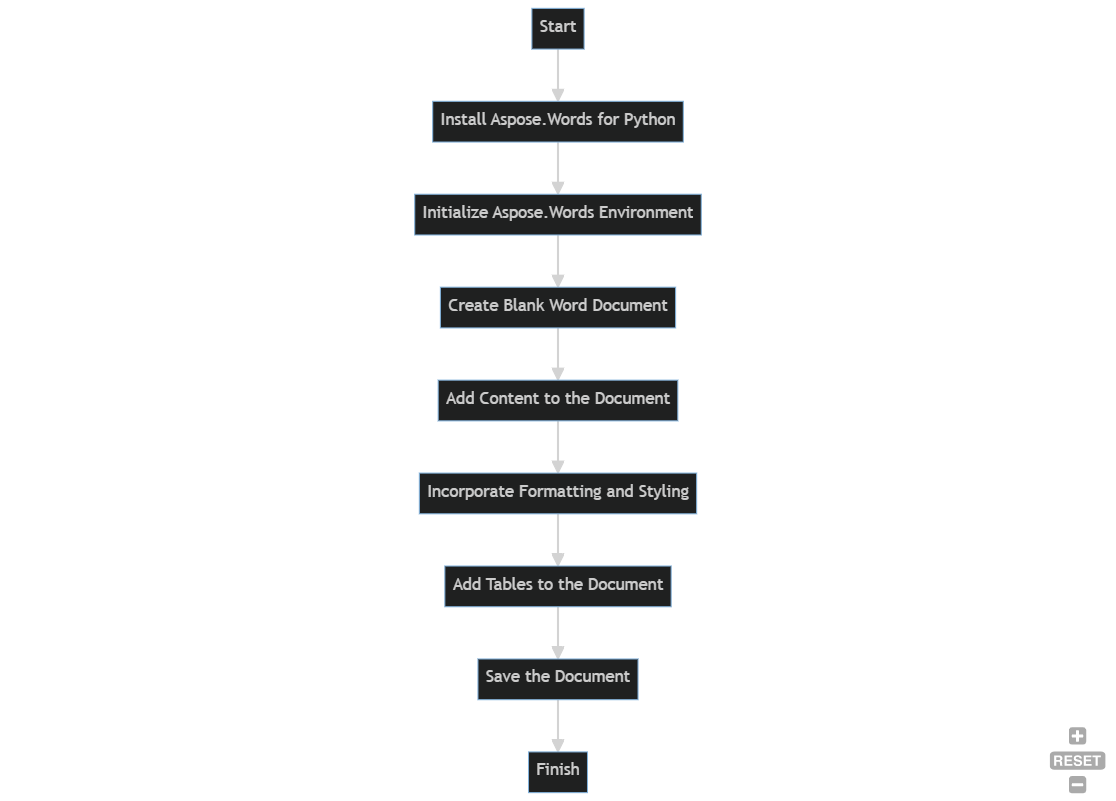 Start
Install Aspose.Words for Python
Initialize Aspose.Words Environment
Create Blank Word Document
Add Content to the Document
Incorporate Formatting and Styling
Add Tables to the Document
Save the Document
Finish
+
RESET
−